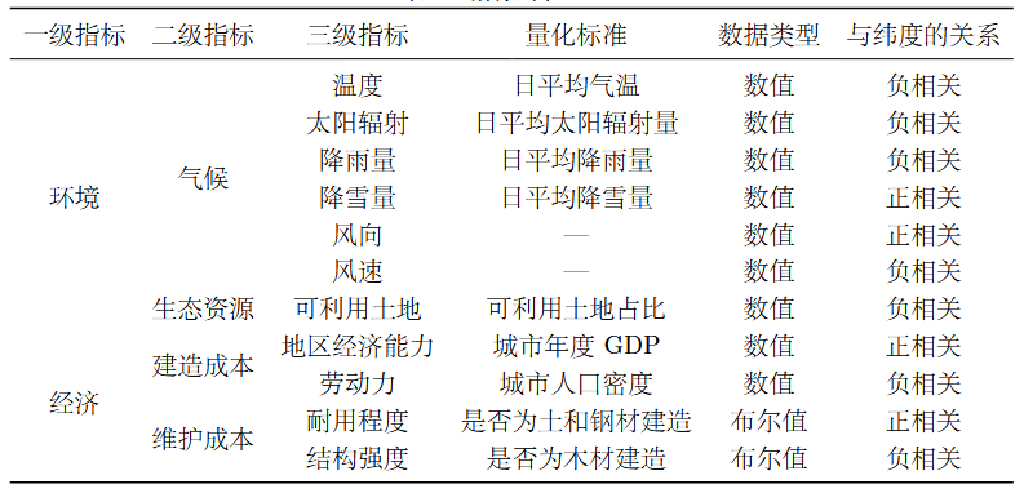 一级指标 二级指标 三级指标 量化标准 数据类型 与纬度的关系
温度 日平均气温 数值 负相关
太阳辐射 日平均太阳辐射量 数值 负相关
降雨量 日平均降雨量 数值 负相关
气候
环境 降雪量 日平均降雪量 数值 正相关
风向 — 数值 正相关
风速 — 数值 负相关
生态资源 可利用土地 可利用土地占比 数值 负相关
地区经济能力 城市年度 GDP 数值 正相关
建造成本
劳动力 城市人口密度 数值 负相关
经济
耐用程度 是否为土和钢材建造 布尔值 正相关
维护成本
结构强度 是否为木材建造 布尔值 负相关